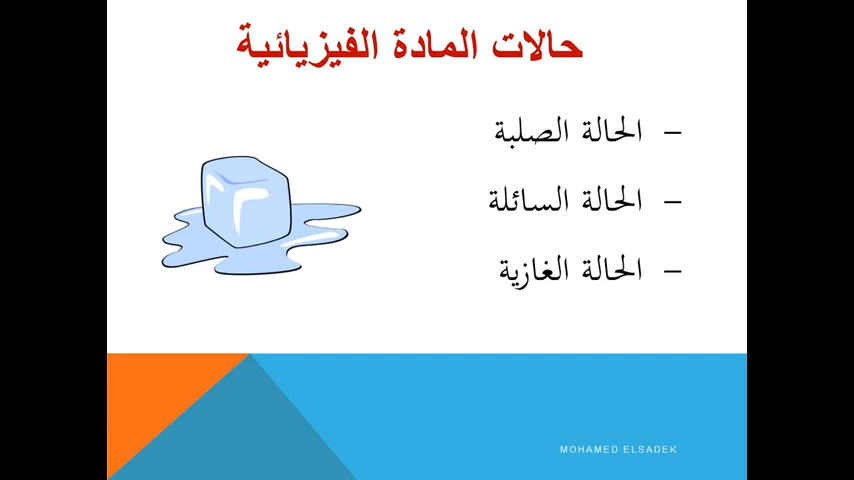 حالات المادة الفيزيائية
- الحالة الصلبة
- الحالة السائلة
- الحالة الغازية
MOHAMED ELSADEK